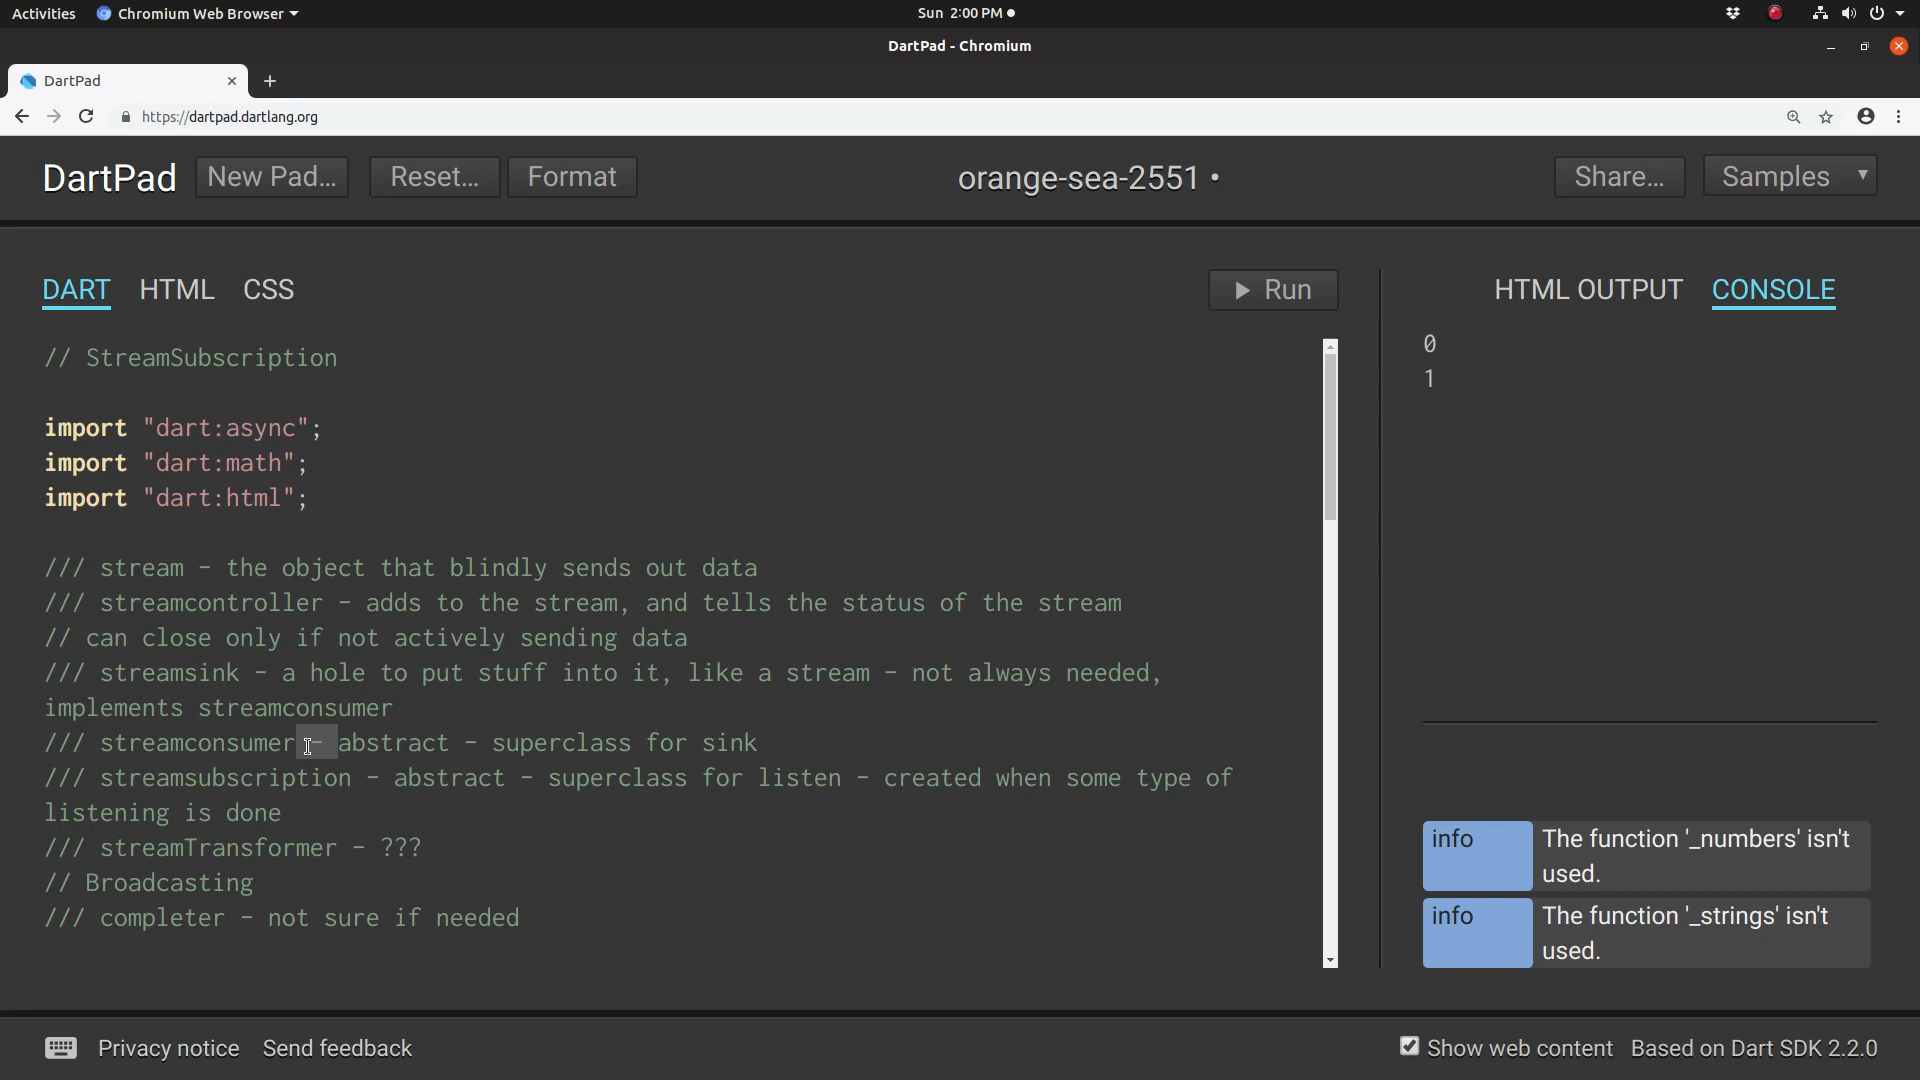 Activities Chromium Web Browser Sun 2:00 PM
DartPad - Chromium
DartPad
https://dartpad.dartlang.org
DartPad New Pad... Reset... Format orange-sea-2551 • Share... Samples
DART HTML CSS Run HTML OUTPUT CONSOLE
// StreamSubscription
import "dart:async";
import "dart:math";
import "dart:html";
/// stream - the object that blindly sends out data
/// streamcontroller - adds to the stream, and tells the status of the stream
// can close only if not actively sending data
/// streamsink - a hole to put stuff into it, like a stream - not always needed,
implements streamconsumer
/// streamconsumer - abstract - superclass for sink
/// streamsubscription - abstract - superclass for listen - created when some type of
listening is done
/// streamTransformer - ???
// Broadcasting
/// completer - not sure if needed
0
1
info The function '_numbers' isn't
used.
info The function '_strings' isn't
used.
Privacy notice Send feedback Show web content Based on Dart SDK 2.2.0